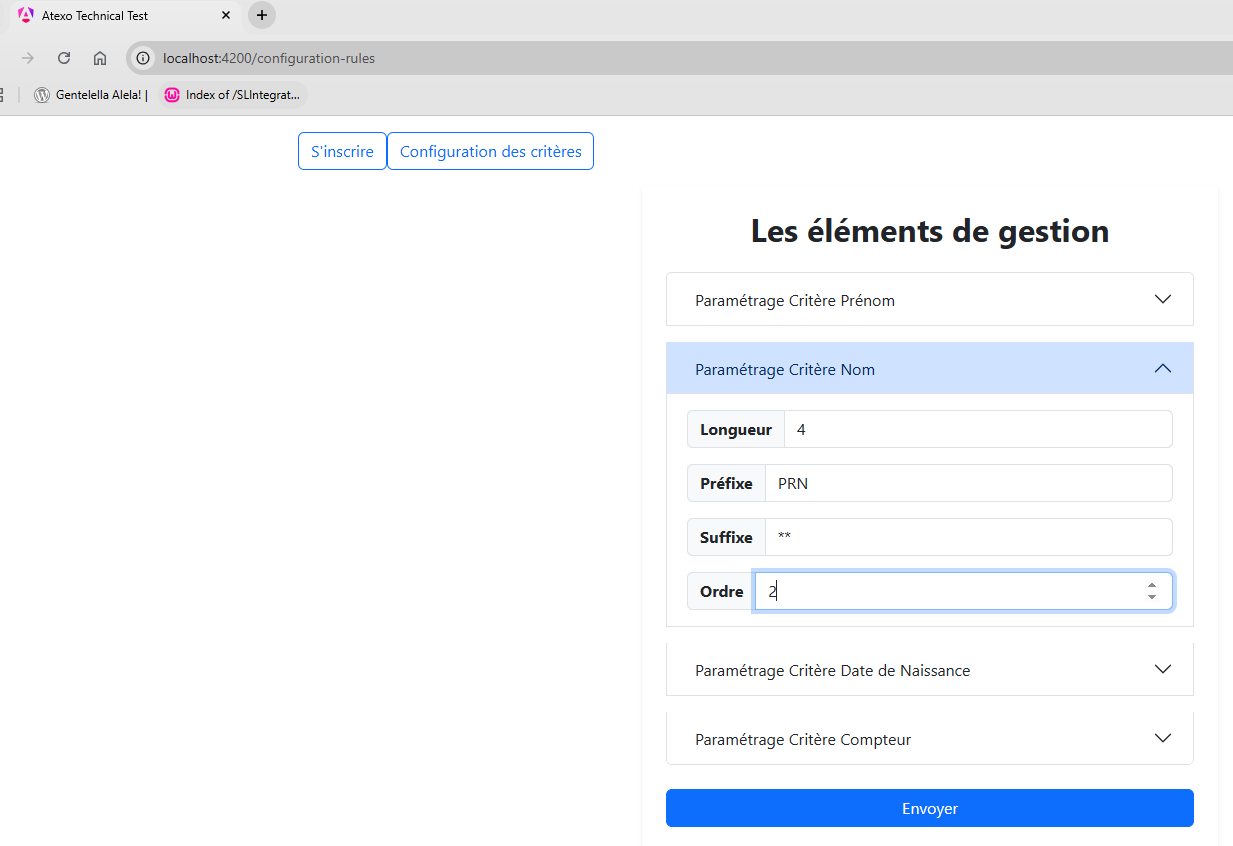 Atexo Technical Test
localhost:4200/configuration-rules
Gentelella Alela! | Index of /SLIntegrat...
S'inscrire Configuration des critères
Les éléments de gestion
Paramétrage Critère Prénom
Paramétrage Critère Nom
Longueur 4
Préfixe PRN
Suffixe **
Ordre 2
Paramétrage Critère Date de Naissance
Paramétrage Critère Compteur
Envoyer